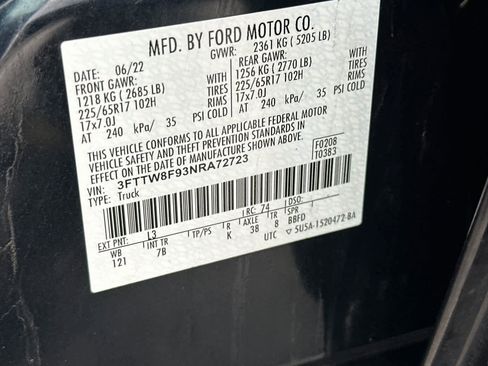 MFD. BY FORD MOTOR CO.
DATE: 06/22 GVWR: 2361 KG ( 5205 LB)
FRONT GAWR: REAR GAWR:
1218 KG ( 2685 LB) 1256 KG ( 2770 LB)
225/65R17 102H TIRES 225/65R17 102H TIRES
17x7.0J RIMS 17x7.0J RIMS
AT 240 kPa/ 35 PSI COLD AT 240 kPa/ 35 PSI COLD
THIS VEHICLE CONFORMS TO ALL APPLICABLE FEDERAL MOTOR
VEHICLE SAFETY AND THEFT PREVENTION STANDARDS IN
EFFECT ON THE DATE OF MANUFACTURE SHOWN ABOVE.
VIN: 3FTTW8F93NRA72723 F0208
TYPE: Truck T0383
EXT PNT: L3 RC: 74 DSO:
WB INT TR TP/PS R AX TR SPR BBFD
121 7B K 38 8 UTC ▽ 5U5A-1520472-BA